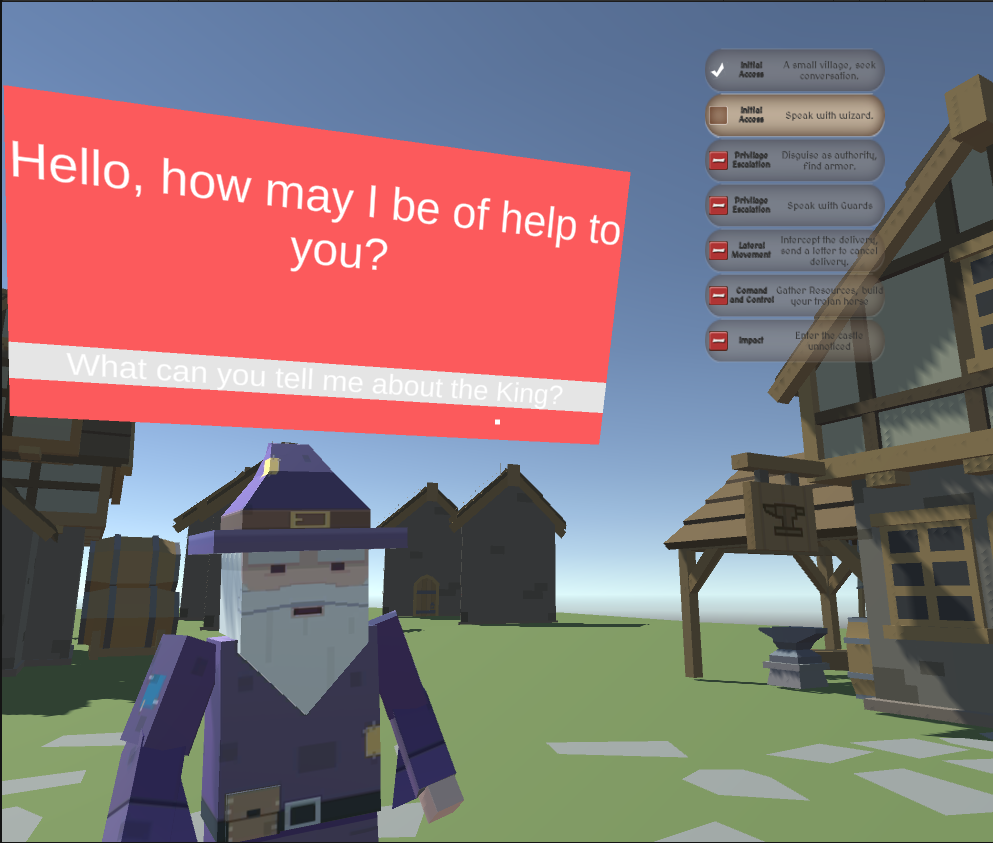 Hello, how may I be of help to
you?
What can you tell me about the King?
Initial
Access
A small village, seek
conversation.
Initial
Access
Speak with wizard.
Privilage
Escalation
Disguise as authority,
find armor.
Privilage
Escalation
Speak with Guards
Lateral
Movement
Intercept the delivery,
send a letter to cancel
delivery.
Comand
and Control
Gather Resources, build
your trojan horse
Impact
Enter the castle
unnoticed